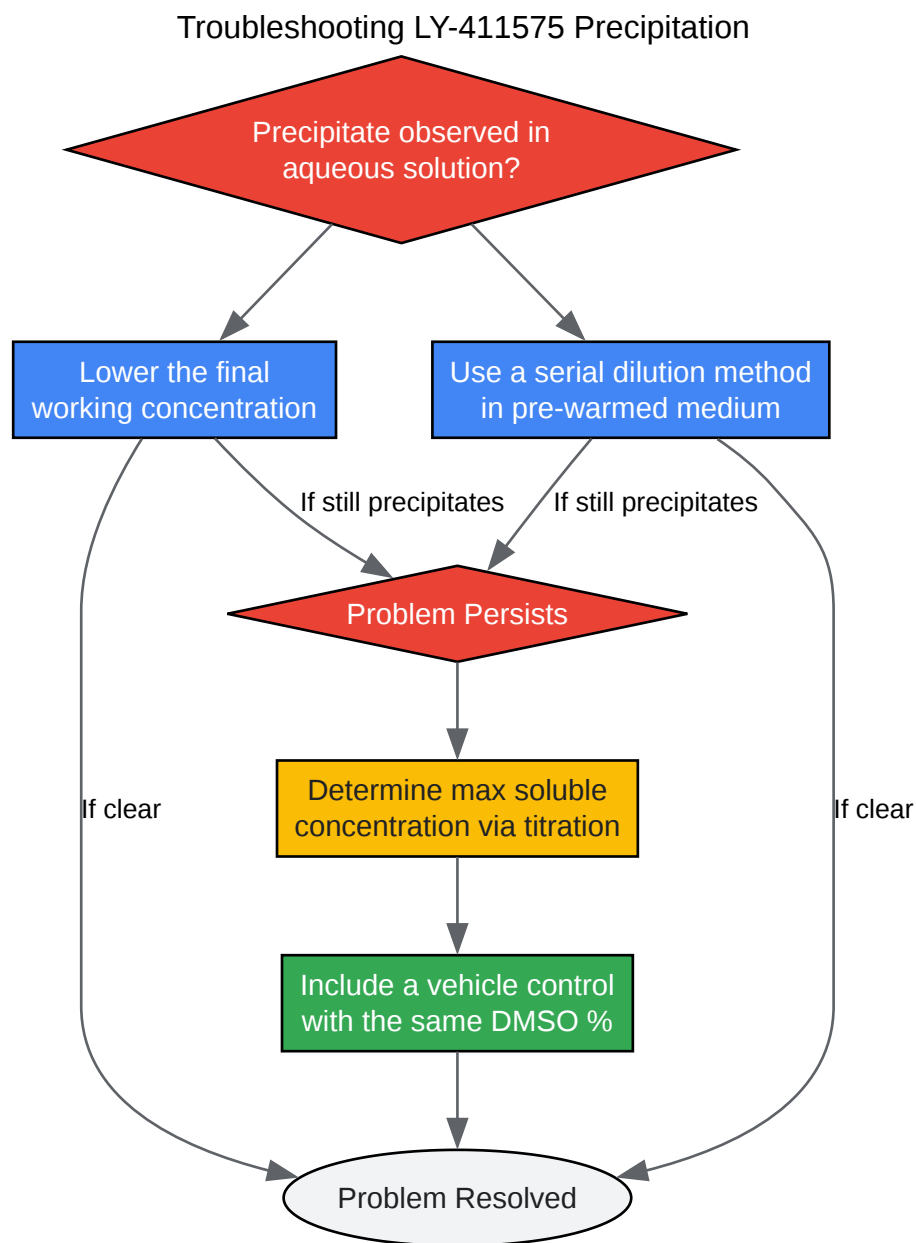 Troubleshooting LY-411575 Precipitation
Precipitate observed in
aqueous solution?
Lower the final
working concentration
Use a serial dilution method
in pre-warmed medium
If still precipitates
If still precipitates
Problem Persists
If clear
Determine max soluble
concentration via titration
If clear
Include a vehicle control
with the same DMSO %
Problem Resolved